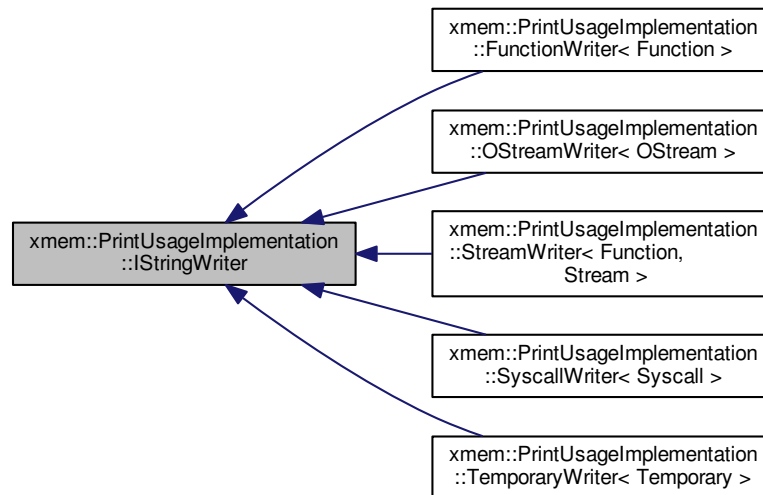 xmem::PrintUsageImplementation
::FunctionWriter< Function >
xmem::PrintUsageImplementation
::OStreamWriter< OStream >
xmem::PrintUsageImplementation
::IStringWriter
xmem::PrintUsageImplementation
::StreamWriter< Function,
Stream >
xmem::PrintUsageImplementation
::SyscallWriter< Syscall >
xmem::PrintUsageImplementation
::TemporaryWriter< Temporary >